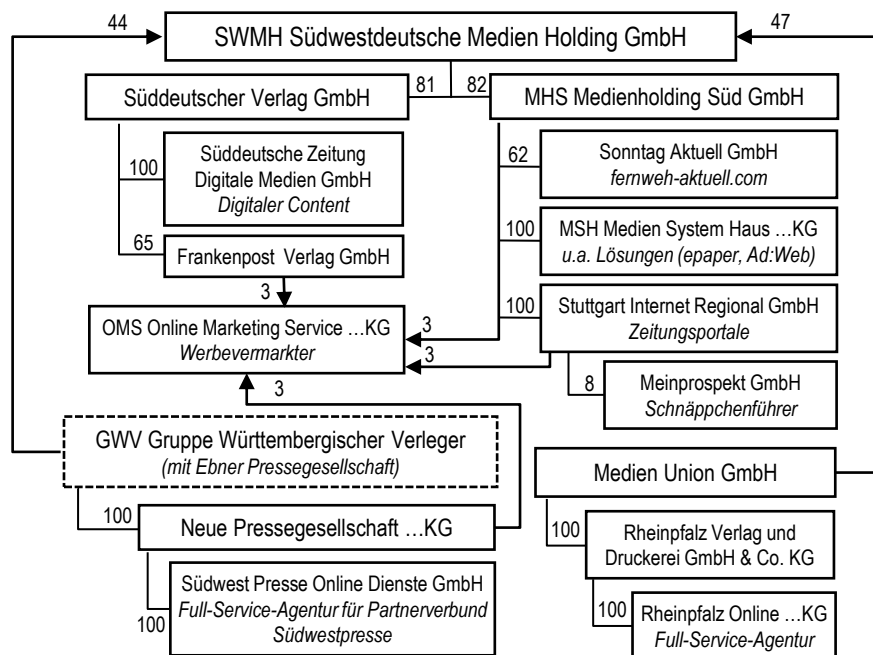 44
SWMH Südwestdeutsche Medien Holding GmbH
47
Süddeutscher Verlag GmbH
81
82
MHS Medienholding Süd GmbH
100
Süddeutsche Zeitung
Digitale Medien GmbH
Digitaler Content
62
Sonntag Aktuell GmbH
fernweh-aktuell.com
65
Frankenpost Verlag GmbH
100
MSH Medien System Haus ...KG
u.a. Lösungen (epaper, Ad:Web)
3
OMS Online Marketing Service ...KG
Werbevermarkter
3
3
100
Stuttgart Internet Regional GmbH
Zeitungsportale
3
8
Meinprospekt GmbH
Schnäppchenführer
GWV Gruppe Württembergischer Verleger
(mit Ebner Pressegesellschaft)
Medien Union GmbH
100
Neue Pressegesellschaft ...KG
100
Rheinpfalz Verlag und
Druckerei GmbH & Co. KG
100
Südwest Presse Online Dienste GmbH
Full-Service-Agentur für Partnerverbund
Südwestpresse
100
Rheinpfalz Online ...KG
Full-Service-Agentur